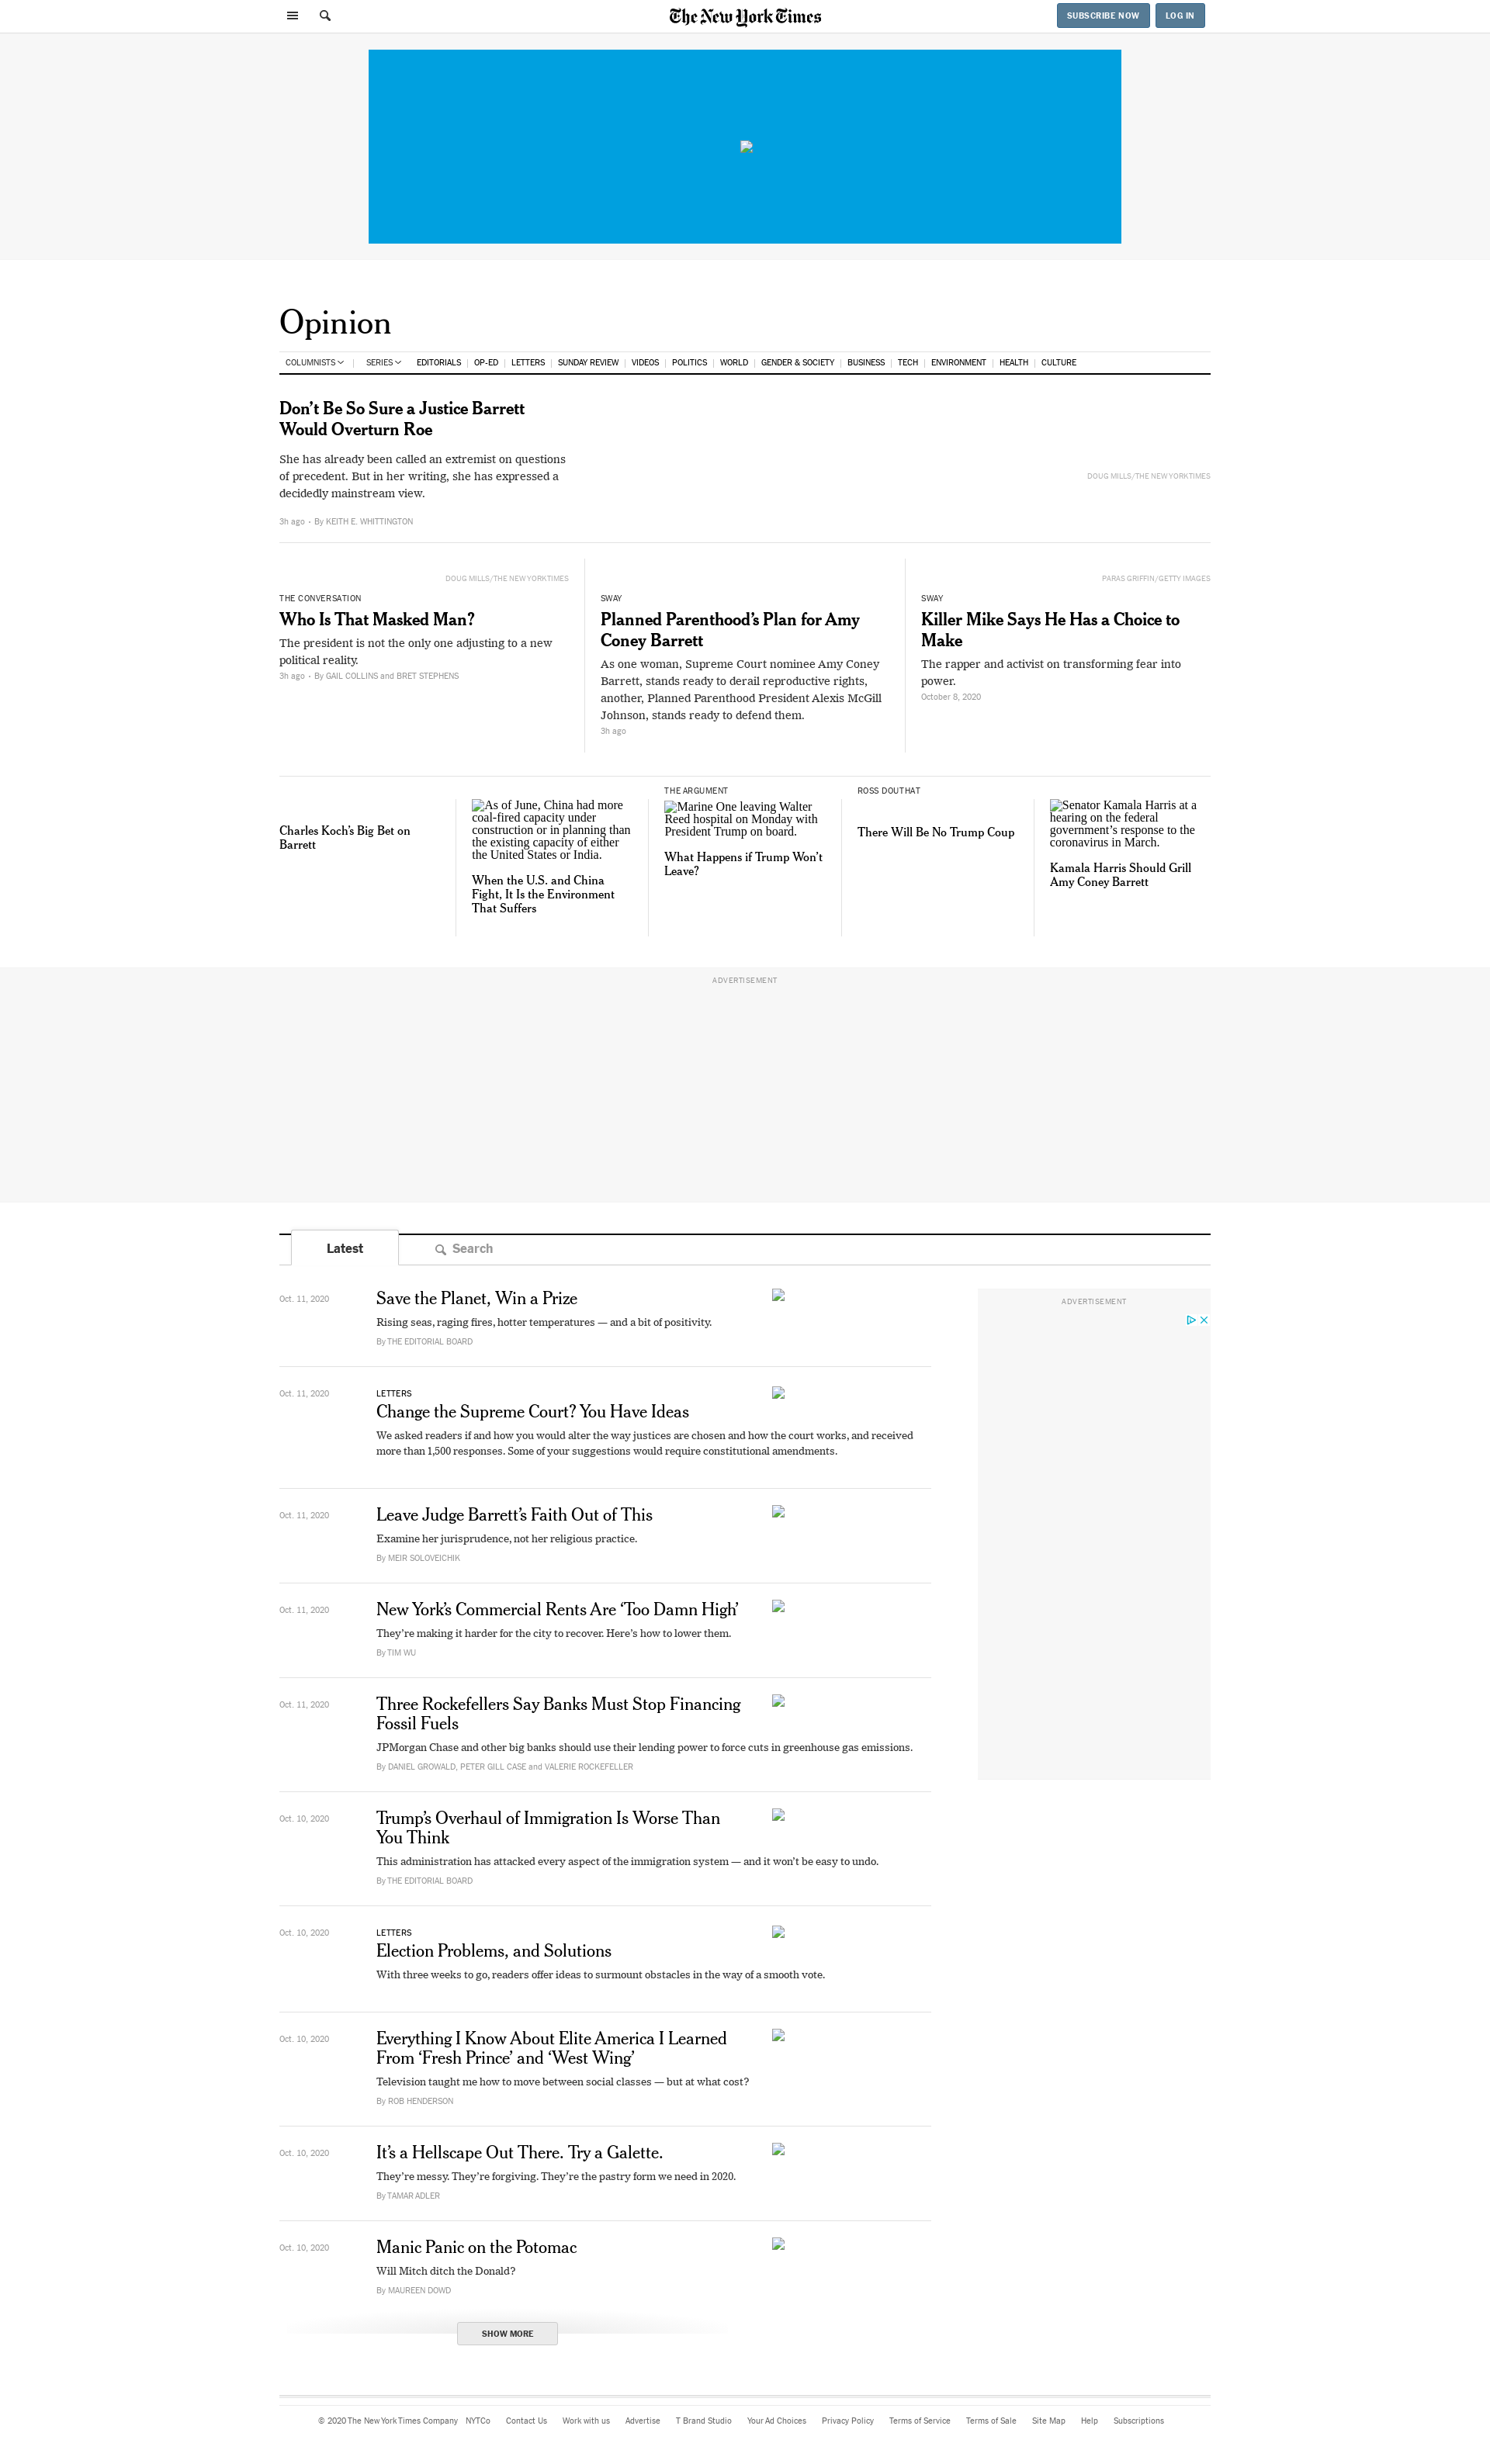 The New York Times
SUBSCRIBE NOW
LOG IN
Opinion
COLUMNISTS
SERIES
EDITORIALS
OP-ED
LETTERS
SUNDAY REVIEW
VIDEOS
POLITICS
WORLD
GENDER & SOCIETY
BUSINESS
TECH
ENVIRONMENT
HEALTH
CULTURE
Don’t Be So Sure a Justice Barrett
Would Overturn Roe
She has already been called an extremist on questions
of precedent. But in her writing, she has expressed a
decidedly mainstream view.
3h ago • By KEITH E. WHITTINGTON
DOUG MILLS/THE NEW YORK TIMES
DOUG MILLS/THE NEW YORK TIMES
THE CONVERSATION
Who Is That Masked Man?
The president is not the only one adjusting to a new
political reality.
3h ago • By GAIL COLLINS and BRET STEPHENS
SWAY
Planned Parenthood’s Plan for Amy
Coney Barrett
As one woman, Supreme Court nominee Amy Coney
Barrett, stands ready to derail reproductive rights,
another, Planned Parenthood President Alexis McGill
Johnson, stands ready to defend them.
3h ago
PARAS GRIFFIN/GETTY IMAGES
SWAY
Killer Mike Says He Has a Choice to
Make
The rapper and activist on transforming fear into
power.
October 8, 2020
Charles Koch’s Big Bet on
Barrett
As of June, China had more
coal-fired capacity under
construction or in planning than
the existing capacity of either
the United States or India.
When the U.S. and China
Fight, It Is the Environment
That Suffers
THE ARGUMENT
Marine One leaving Walter
Reed hospital on Monday with
President Trump on board.
What Happens if Trump Won’t
Leave?
ROSS DOUTHAT
There Will Be No Trump Coup
Senator Kamala Harris at a
hearing on the federal
government’s response to the
coronavirus in March.
Kamala Harris Should Grill
Amy Coney Barrett
ADVERTISEMENT
Latest
Search
ADVERTISEMENT
Oct. 11, 2020
Save the Planet, Win a Prize
Rising seas, raging fires, hotter temperatures — and a bit of positivity.
By THE EDITORIAL BOARD
Oct. 11, 2020
LETTERS
Change the Supreme Court? You Have Ideas
We asked readers if and how you would alter the way justices are chosen and how the court works, and received
more than 1,500 responses. Some of your suggestions would require constitutional amendments.
Oct. 11, 2020
Leave Judge Barrett’s Faith Out of This
Examine her jurisprudence, not her religious practice.
By MEIR SOLOVEICHIK
Oct. 11, 2020
New York’s Commercial Rents Are ‘Too Damn High’
They’re making it harder for the city to recover. Here’s how to lower them.
By TIM WU
Oct. 11, 2020
Three Rockefellers Say Banks Must Stop Financing
Fossil Fuels
JPMorgan Chase and other big banks should use their lending power to force cuts in greenhouse gas emissions.
By DANIEL GROWALD, PETER GILL CASE and VALERIE ROCKEFELLER
Oct. 10, 2020
Trump’s Overhaul of Immigration Is Worse Than
You Think
This administration has attacked every aspect of the immigration system — and it won’t be easy to undo.
By THE EDITORIAL BOARD
Oct. 10, 2020
LETTERS
Election Problems, and Solutions
With three weeks to go, readers offer ideas to surmount obstacles in the way of a smooth vote.
Oct. 10, 2020
Everything I Know About Elite America I Learned
From ‘Fresh Prince’ and ‘West Wing’
Television taught me how to move between social classes — but at what cost?
By ROB HENDERSON
Oct. 10, 2020
It’s a Hellscape Out There. Try a Galette.
They’re messy. They’re forgiving. They’re the pastry form we need in 2020.
By TAMAR ADLER
Oct. 10, 2020
Manic Panic on the Potomac
Will Mitch ditch the Donald?
By MAUREEN DOWD
SHOW MORE
© 2020 The New York Times Company NYTCo Contact Us Work with us Advertise T Brand Studio Your Ad Choices Privacy Policy Terms of Service Terms of Sale Site Map Help Subscriptions